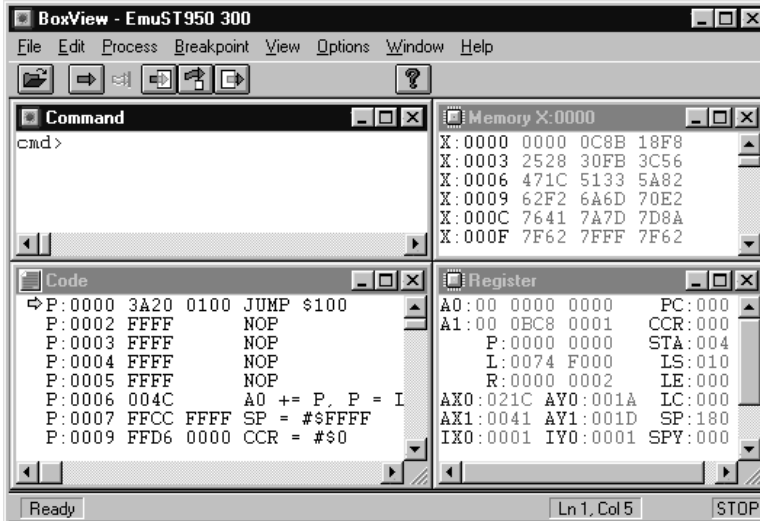 BoxView - EmuST950 300
File Edit Process Breakpoint View Options Window Help
Command
cmd>
Memory X:0000
X:0000 0000 0C8B 18F8
X:0003 2528 30FB 3C56
X:0006 471C 5133 5A82
X:0009 62F2 6A6D 70E2
X:000C 7641 7A7D 7D8A
X:000F 7F62 7FFF 7F62
Code
P:0000 3A20 0100 JUMP $100
P:0002 FFFF NOP
P:0003 FFFF NOP
P:0004 FFFF NOP
P:0005 FFFF NOP
P:0006 004C A0 += P, P = I
P:0007 FFCC FFFF SP = #$FFFF
P:0009 FFD6 0000 CCR = #$0
Register
A0:00 0000 0000 PC:000
A1:00 0BC8 0001 CCR:000
P:0000 0000 STA:004
L:0074 F000 LS:010
R:0000 0002 LE:000
AX0:021C AY0:001A LC:000
AX1:0041 AY1:001D SP:180
IX0:0001 IY0:0001 SPY:000
Ready Ln 1, Col 5 STOP